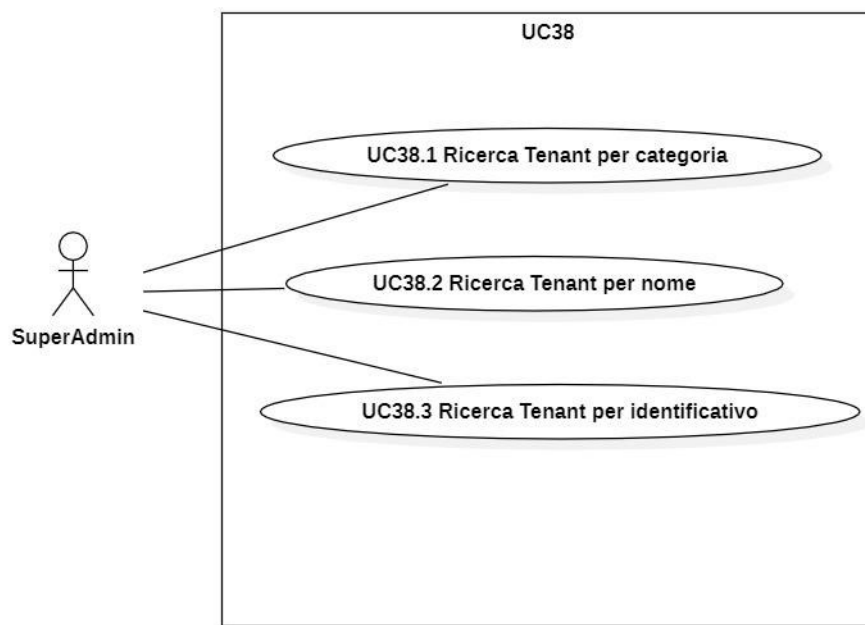 UC38
UC38.1 Ricerca Tenant per categoria
UC38.2 Ricerca Tenant per nome
SuperAdmin
UC38.3 Ricerca Tenant per identificativo